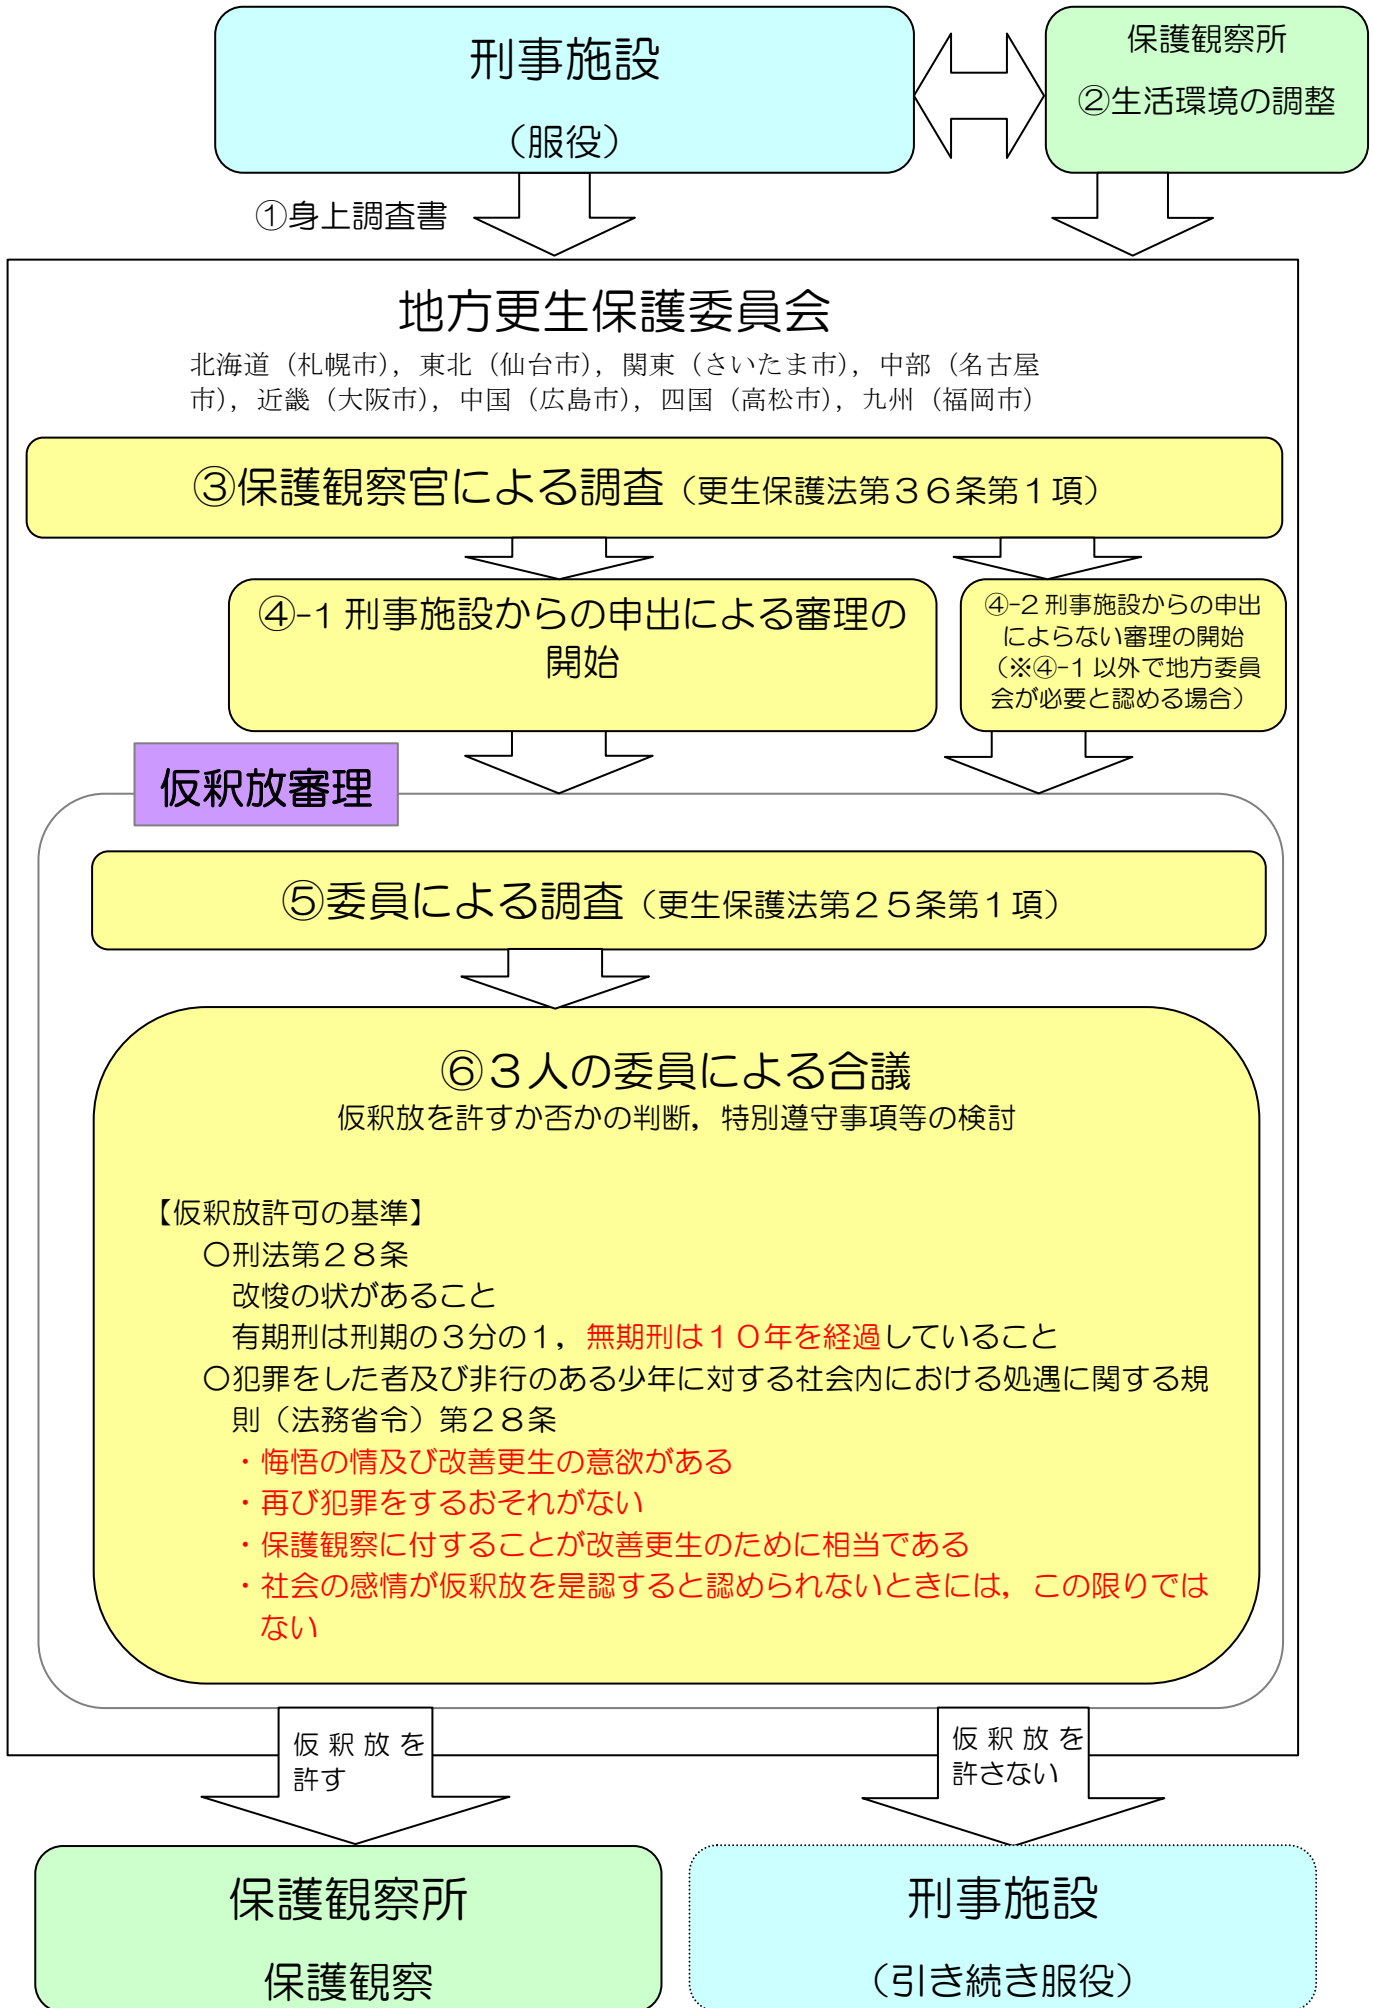 刑事施設
（服役）
保護観察所
②生活環境の調整
①身上調査書
地方更生保護委員会
北海道（札幌市），東北（仙台市），関東（さいたま市），中部（名古屋
市），近畿（大阪市），中国（広島市），四国（高松市），九州（福岡市）
③保護観察官による調査（更生保護法第３６条第１項）
④-1 刑事施設からの申出による審理の
開始
④-2 刑事施設からの申出
によらない審理の開始
（※④-1 以外で地方委員
会が必要と認める場合）
仮釈放審理
⑤委員による調査（更生保護法第２５条第１項）
⑥３人の委員による合議
仮釈放を許すか否かの判断，特別遵守事項等の検討
【仮釈放許可の基準】
○刑法第２８条
改悛の状があること
有期刑は刑期の３分の１，無期刑は１０年を経過していること
○犯罪をした者及び非行のある少年に対する社会内における処遇に関する規
則（法務省令）第２８条
・悔悟の情及び改善更生の意欲がある
・再び犯罪をするおそれがない
・保護観察に付することが改善更生のために相当である
・社会の感情が仮釈放を是認すると認められないときには，この限りでは
ない
仮釈放を
許す
仮釈放を
許さない
保護観察所
保護観察
刑事施設
（引き続き服役）